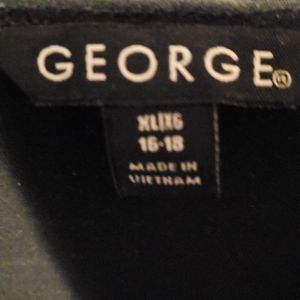 GEORGE®
XL/XG
16-18
MADE IN
VIETNAM